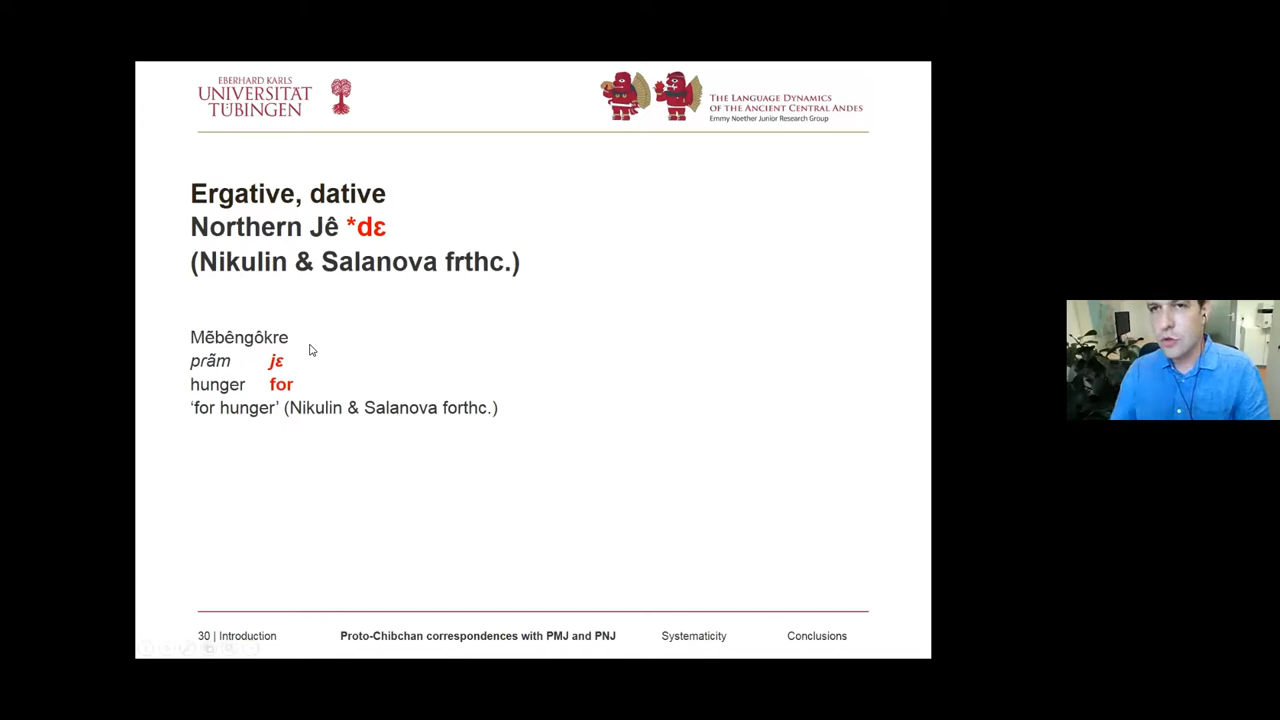 EBERHARD KARLS
UNIVERSITÄT
TÜBINGEN
THE LANGUAGE DYNAMICS
OF THE ANCIENT CENTRAL ANDES
Emmy Noether Junior Research Group
Ergative, dative
Northern Jê *dɛ
(Nikulin & Salanova frthc.)
Mẽbêngôkre
prãm jɛ
hunger for
‘for hunger’ (Nikulin & Salanova forthc.)
30 | Introduction Proto-Chibchan correspondences with PMJ and PNJ Systematicity Conclusions